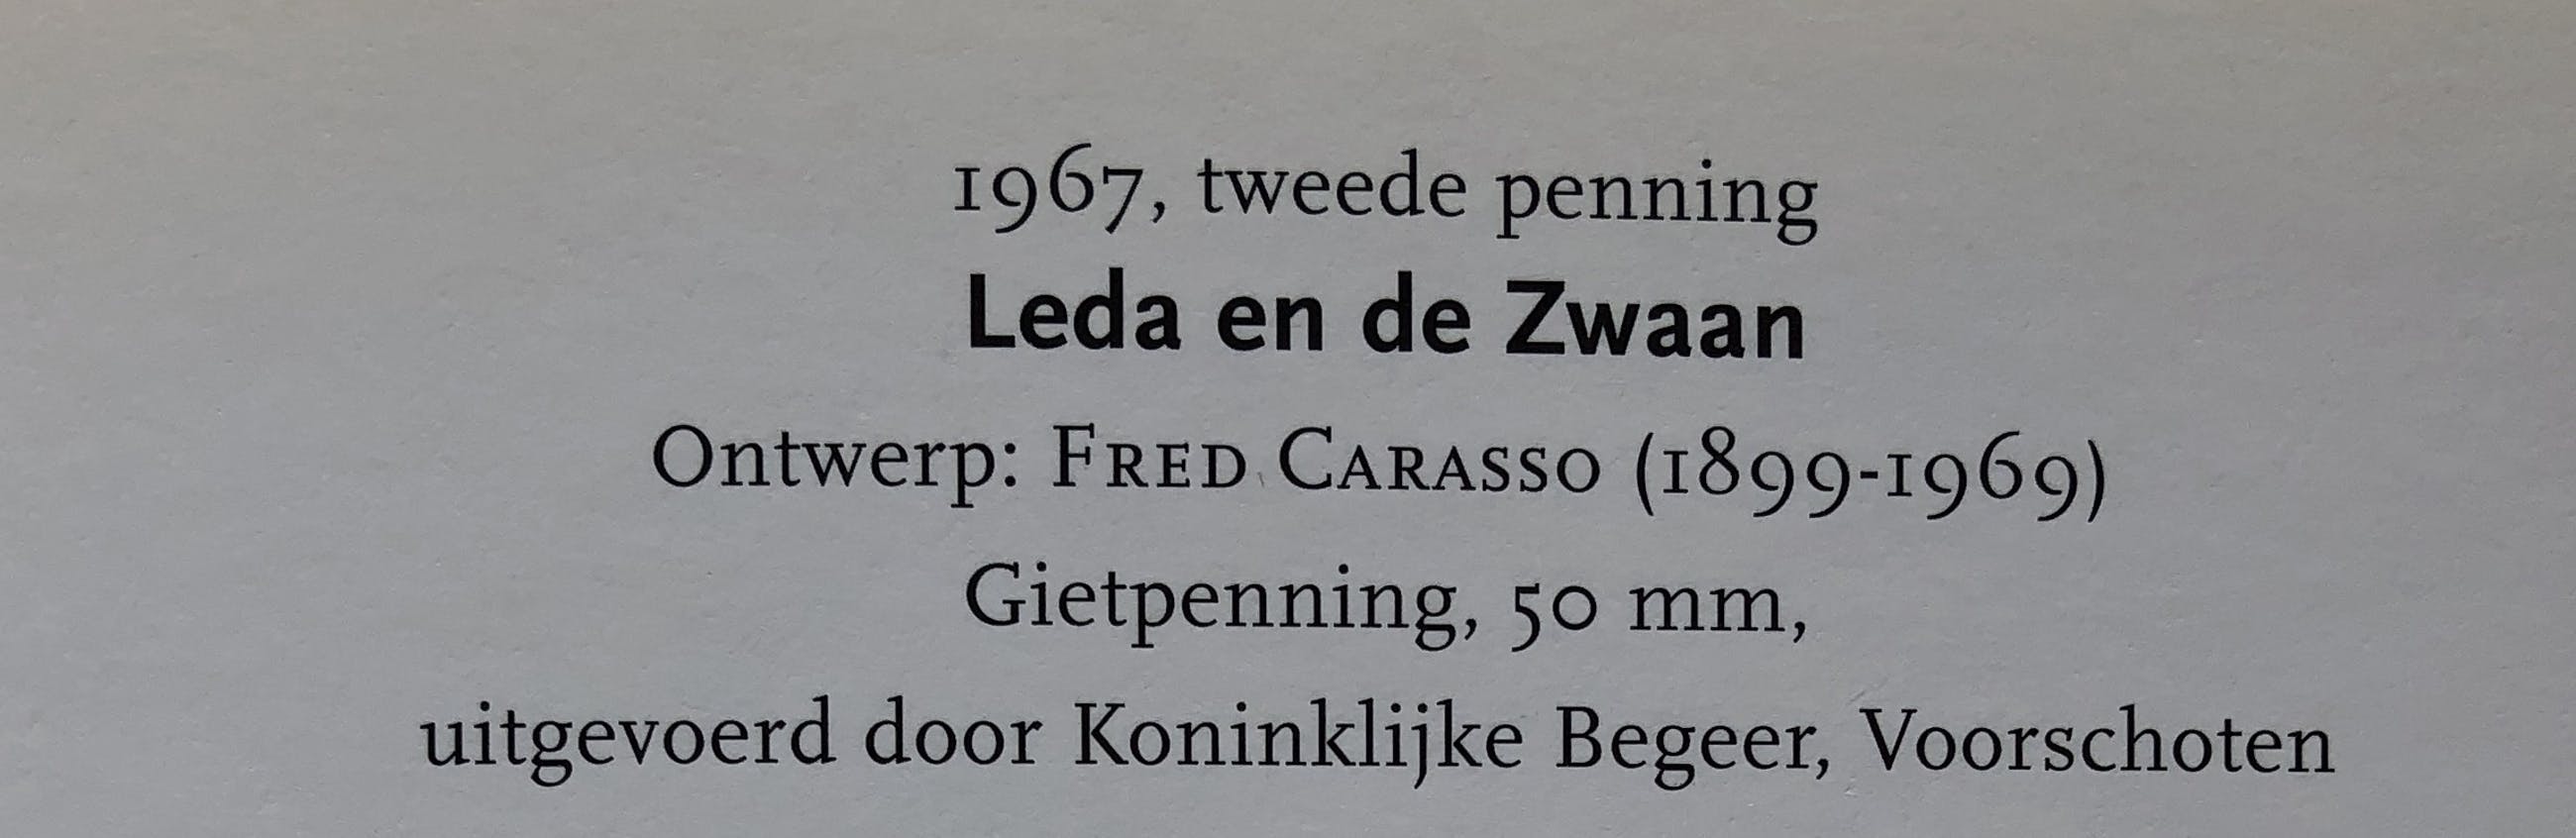 1967, tweede penning
Leda en de Zwaan
Ontwerp: FRED CARASSO (1899-1969)
Gietpenning, 50 mm,
uitgevoerd door Koninklijke Begeer, Voorschoten